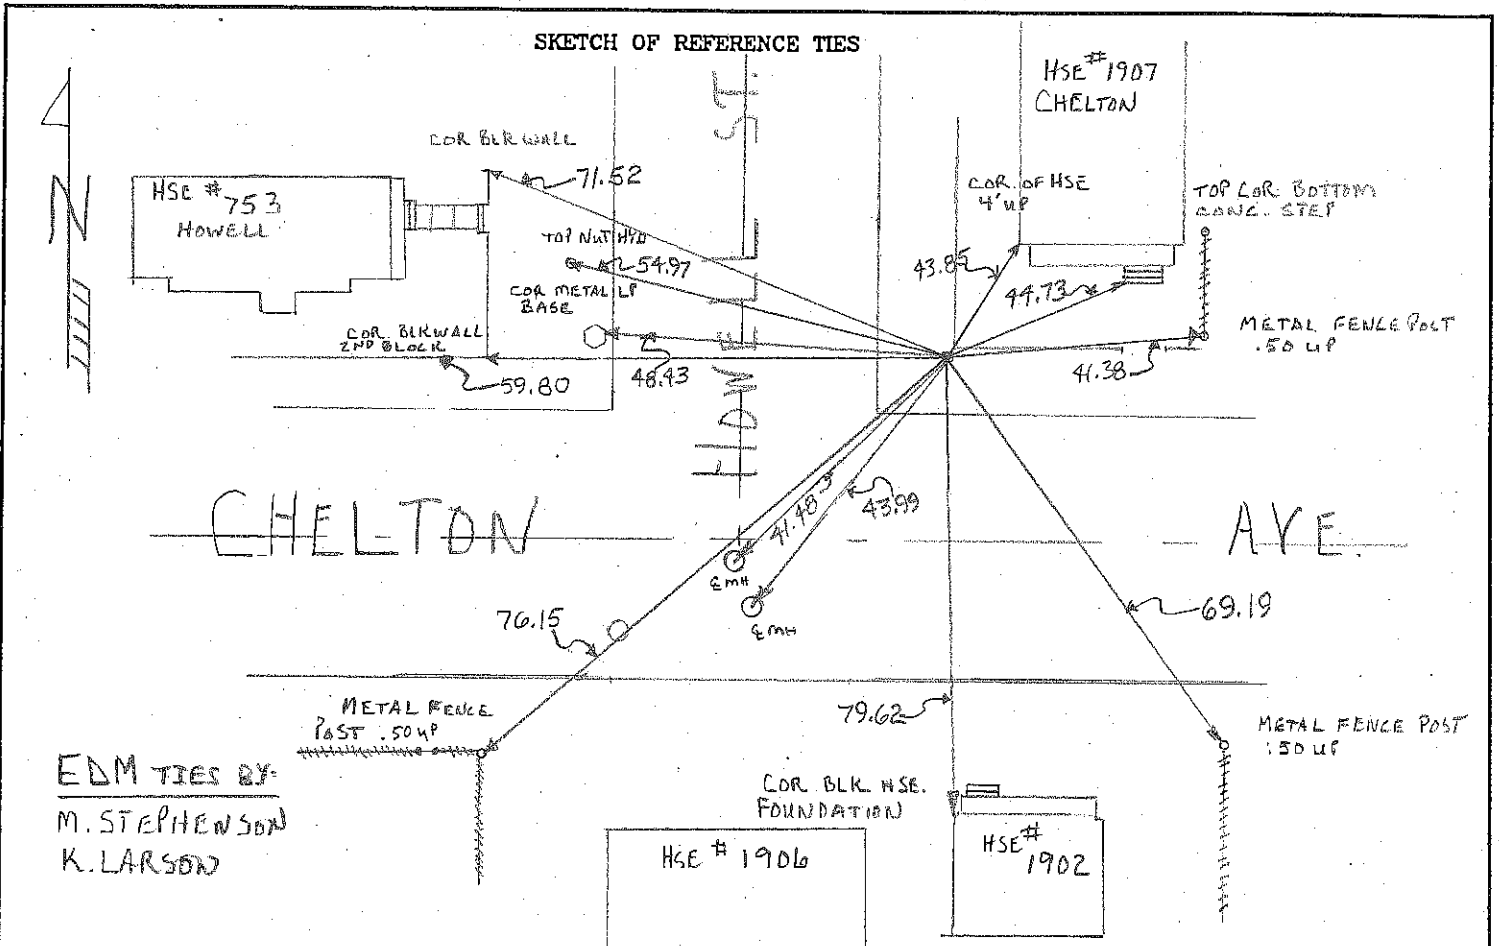 SKETCH OF REFERENCE TIES
N
HSE # 753
HOWELL
COR BLK WALL
71.52
TOP NUT HYD
54.97
COR METAL LP
BASE
COR. BLK WALL
2ND BLOCK
59.80
48.43
HOWELL ST.
HSE # 1907
CHELTON
COR. OF HSE
4' UP
43.85
44.73
TOP COR. BOTTOM
CONC. STEP
METAL FENCE POST
.50 UP
41.38
CHELTON AVE.
41.48
43.99
℄ MH
℄ MH
76.15
69.19
79.62
METAL FENCE
POST .50 UP
METAL FENCE POST
.50 UP
EDM TIES BY:
M. STEPHENSON
K. LARSON
COR BLK HSE.
FOUNDATION
HSE # 1906
HSE #
1902